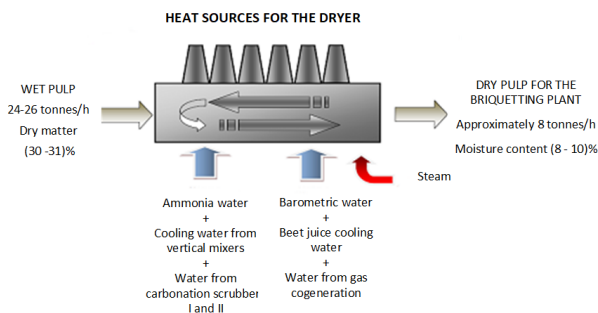 HEAT SOURCES FOR THE DRYER
WET PULP
24-26 tonnes/h
Dry matter
(30 -31)%
DRY PULP FOR THE
BRIQUETTING PLANT
Approximately 8 tonnes/h
Moisture content (8 - 10)%
Steam
Ammonia water
+
Cooling water from
vertical mixers
+
Water from
carbonation scrubber
I and II
Barometric water
+
Beet juice cooling
water
+
Water from gas
cogeneration